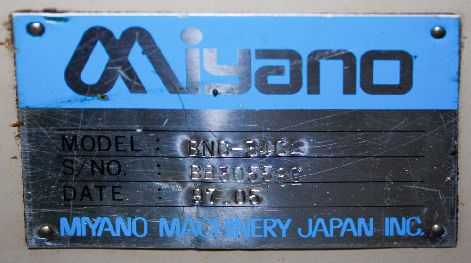 Miyano
MODEL :
S/NO. :
DATE : 97.05
MIYANO MACHINERY JAPAN INC.